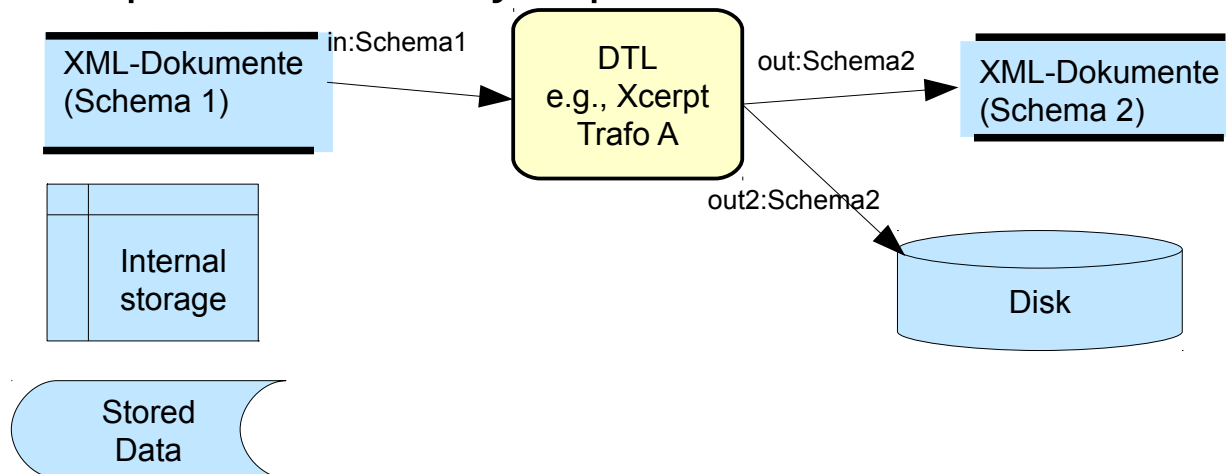 in:Schema1
XML-Dokumente
(Schema 1)
DTL
e.g., Xcerpt
Trafo A
out:Schema2
XML-Dokumente
(Schema 2)
out2:Schema2
Internal
storage
Disk
Stored
Data